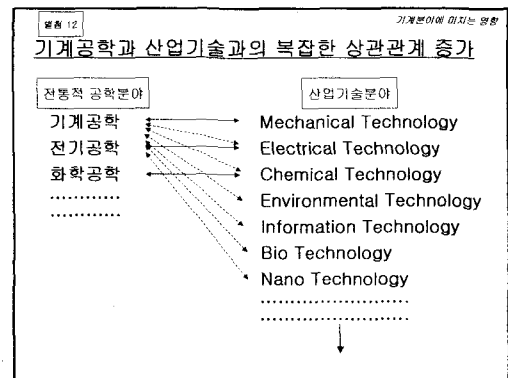 별첨 12
기계분야에 미치는 영향
기계공학과 산업기술과의 복잡한 상관관계 증가
전통적 공학분야
산업기술분야
기계공학
Mechanical Technology
전기공학
Electrical Technology
화학공학
Chemical Technology
............
Environmental Technology
............
Information Technology
Bio Technology
Nano Technology
........................
........................